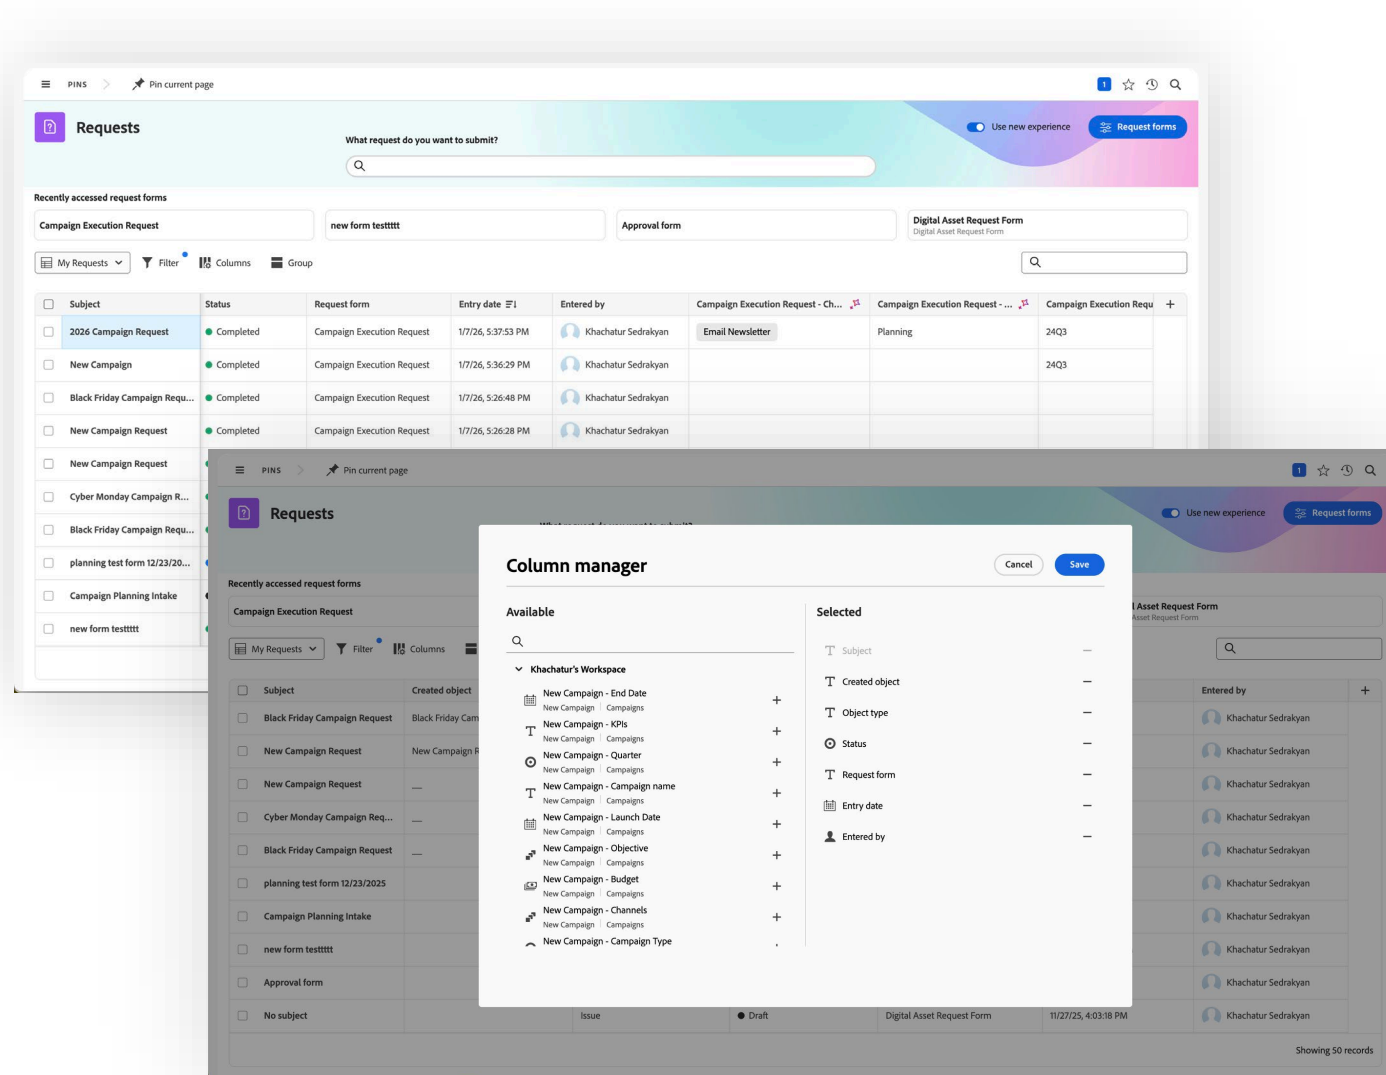 PINS
Pin current page
1
Requests
What request do you want to submit?
Use new experience
Request forms
Recently accessed request forms
Campaign Execution Request
new form testtttt
Approval form
Digital Asset Request Form
Digital Asset Request Form
My Requests
Filter
Columns
Group
Subject Status Request form Entry date Entered by Campaign Execution Request - Ch... Campaign Execution Request - ... Campaign Execution Requ
2026 Campaign Request Completed Campaign Execution Request 1/7/26, 5:37:53 PM Khachatur Sedrakyan Email Newsletter Planning 24Q3
New Campaign Completed Campaign Execution Request 1/7/26, 5:36:29 PM Khachatur Sedrakyan 24Q3
Black Friday Campaign Requ... Completed Campaign Execution Request 1/7/26, 5:26:48 PM Khachatur Sedrakyan
New Campaign Request Completed Campaign Execution Request 1/7/26, 5:26:28 PM Khachatur Sedrakyan
New Campaign Request
Cyber Monday Campaign R...
Black Friday Campaign Requ...
planning test form 12/23/20...
Campaign Planning Intake
new form testtttt
PINS
Pin current page
1
Requests
Use new experience
Request forms
Recently accessed request forms
Campaign Execution Request
Asset Request Form
Asset Request Form
My Requests
Filter
Columns
Subject Created object Entered by
Black Friday Campaign Request Black Friday Cam Khachatur Sedrakyan
New Campaign Request New Campaign R Khachatur Sedrakyan
New Campaign Request — Khachatur Sedrakyan
Cyber Monday Campaign Req... — Khachatur Sedrakyan
Black Friday Campaign Request — Khachatur Sedrakyan
planning test form 12/23/2025 Khachatur Sedrakyan
Campaign Planning Intake Khachatur Sedrakyan
new form testtttt Khachatur Sedrakyan
Approval form Khachatur Sedrakyan
No subject Issue Draft Digital Asset Request Form 11/27/25, 4:03:18 PM Khachatur Sedrakyan
Showing 50 records
Column manager
Cancel
Save
Available
Khachatur's Workspace
New Campaign - End Date
New Campaign Campaigns
New Campaign - KPIs
New Campaign Campaigns
New Campaign - Quarter
New Campaign Campaigns
New Campaign - Campaign name
New Campaign Campaigns
New Campaign - Launch Date
New Campaign Campaigns
New Campaign - Objective
New Campaign Campaigns
New Campaign - Budget
New Campaign Campaigns
New Campaign - Channels
New Campaign Campaigns
New Campaign - Campaign Type
Selected
Subject
Created object
Object type
Status
Request form
Entry date
Entered by